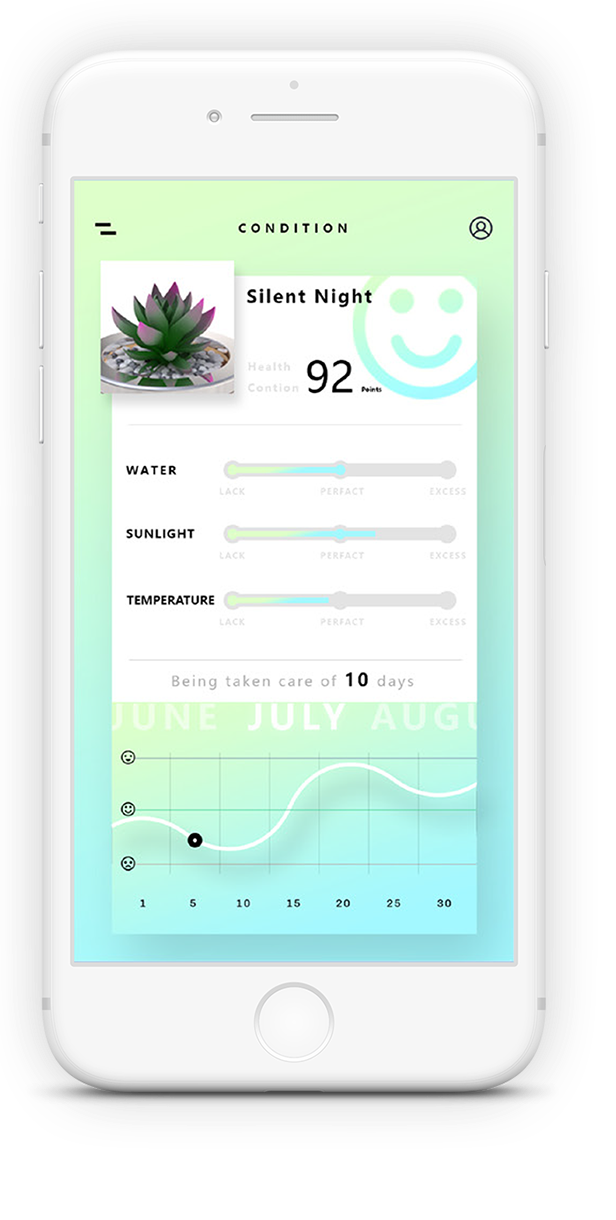 CONDITION
Silent Night
Health
Contion 92 Points
WATER
LACK PERFACT EXCESS
SUNLIGHT
LACK PERFACT EXCESS
TEMPERATURE
LACK PERFACT EXCESS
Being taken care of 10 days
JUNE JULY AUGU
1 5 10 15 20 25 30